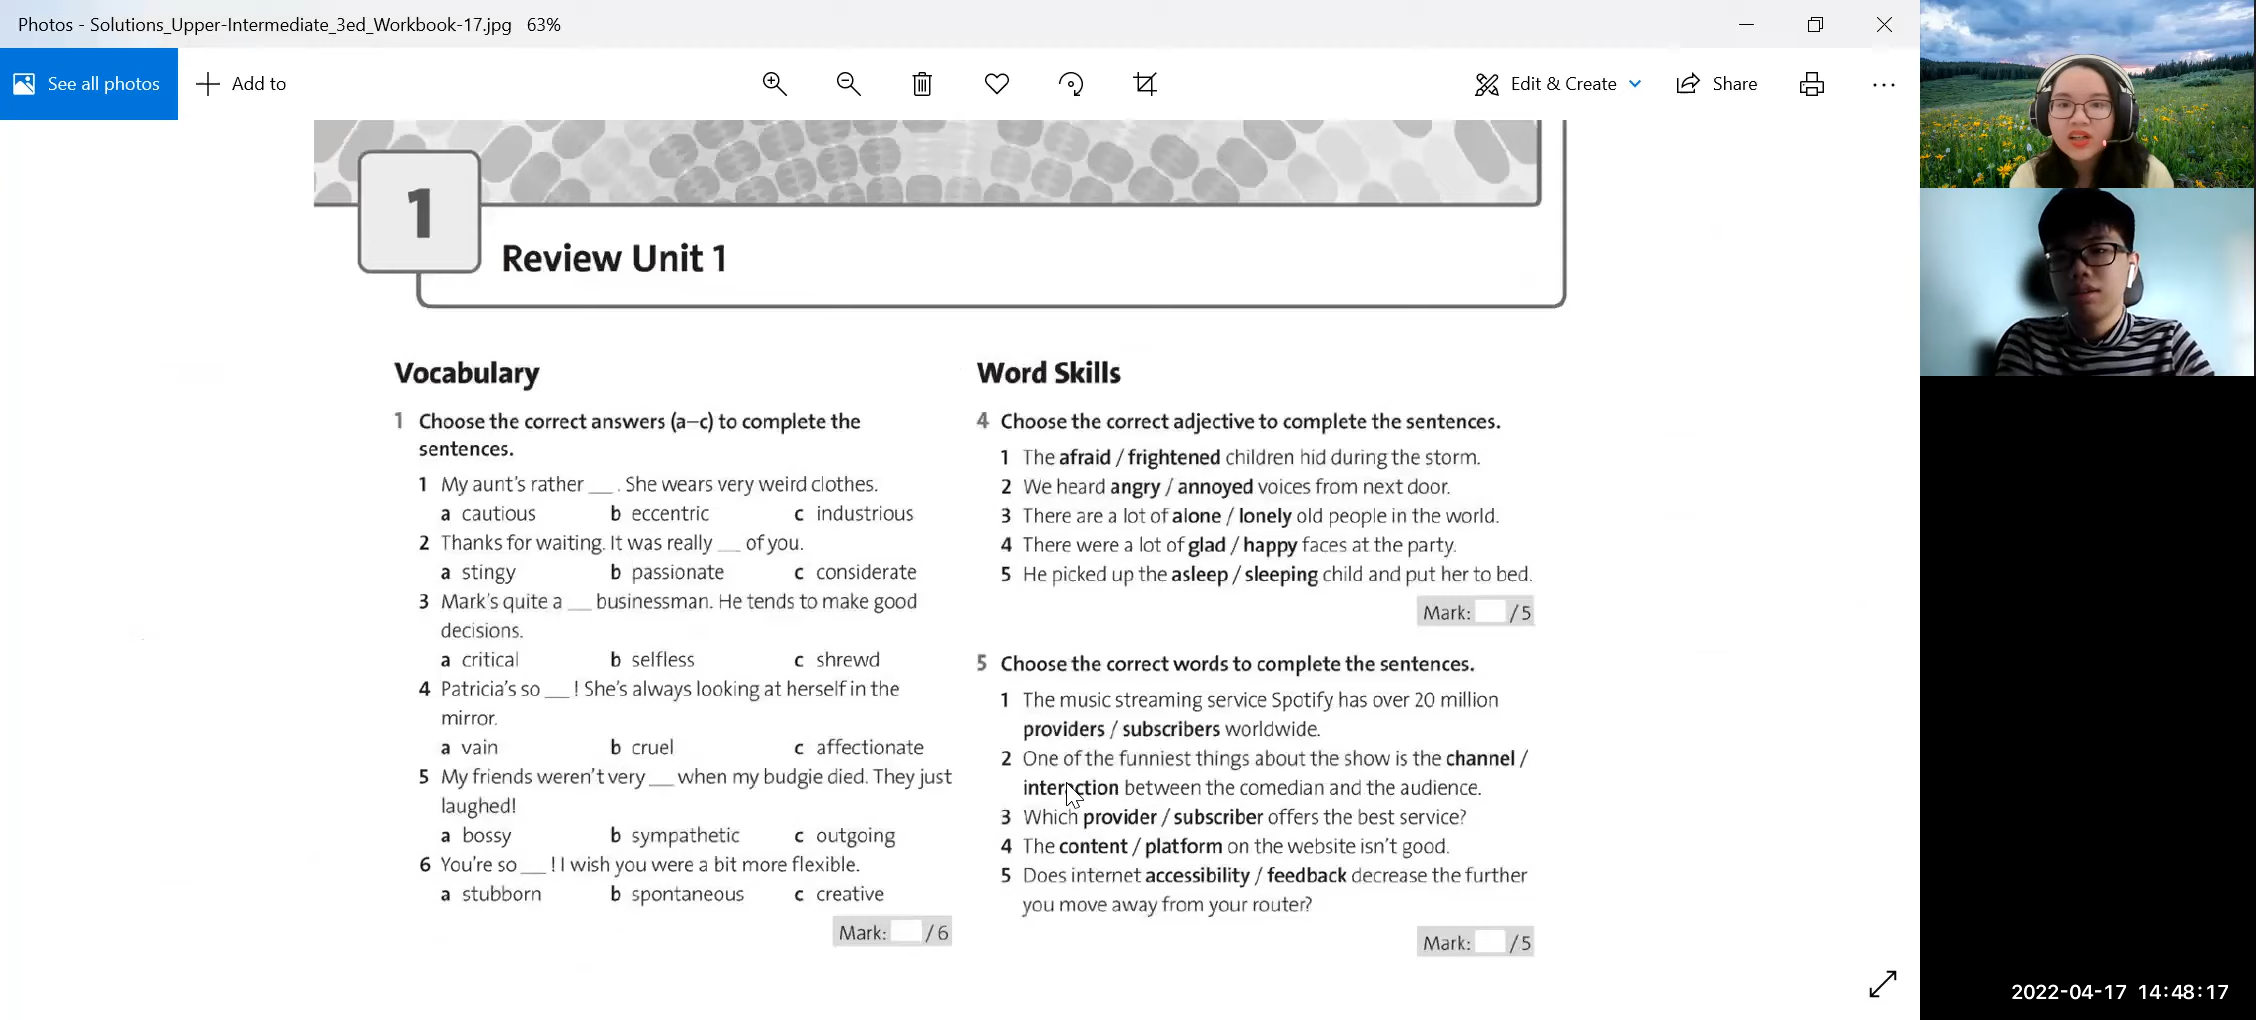 Photos - Solutions_Upper-Intermediate_3ed_Workbook-17.jpg 63%
See all photos
Add to
Edit & Create
Share
1
Review Unit 1
Vocabulary
1 Choose the correct answers (a–c) to complete the
sentences.
1 My aunt's rather ___ . She wears very weird clothes.
a cautious b eccentric c industrious
2 Thanks for waiting. It was really ___ of you.
a stingy b passionate c considerate
3 Mark's quite a ___ businessman. He tends to make good
decisions.
a critical b selfless c shrewd
4 Patricia's so ___ ! She's always looking at herself in the
mirror.
a vain b cruel c affectionate
5 My friends weren't very ___ when my budgie died. They just
laughed!
a bossy b sympathetic c outgoing
6 You're so ___ ! I wish you were a bit more flexible.
a stubborn b spontaneous c creative
Mark: /6
Word Skills
4 Choose the correct adjective to complete the sentences.
1 The afraid / frightened children hid during the storm.
2 We heard angry / annoyed voices from next door.
3 There are a lot of alone / lonely old people in the world.
4 There were a lot of glad / happy faces at the party.
5 He picked up the asleep / sleeping child and put her to bed.
Mark: /5
5 Choose the correct words to complete the sentences.
1 The music streaming service Spotify has over 20 million
providers / subscribers worldwide.
2 One of the funniest things about the show is the channel /
interaction between the comedian and the audience.
3 Which provider / subscriber offers the best service?
4 The content / platform on the website isn't good.
5 Does internet accessibility / feedback decrease the further
you move away from your router?
Mark: /5
2022-04-17 14:48:17